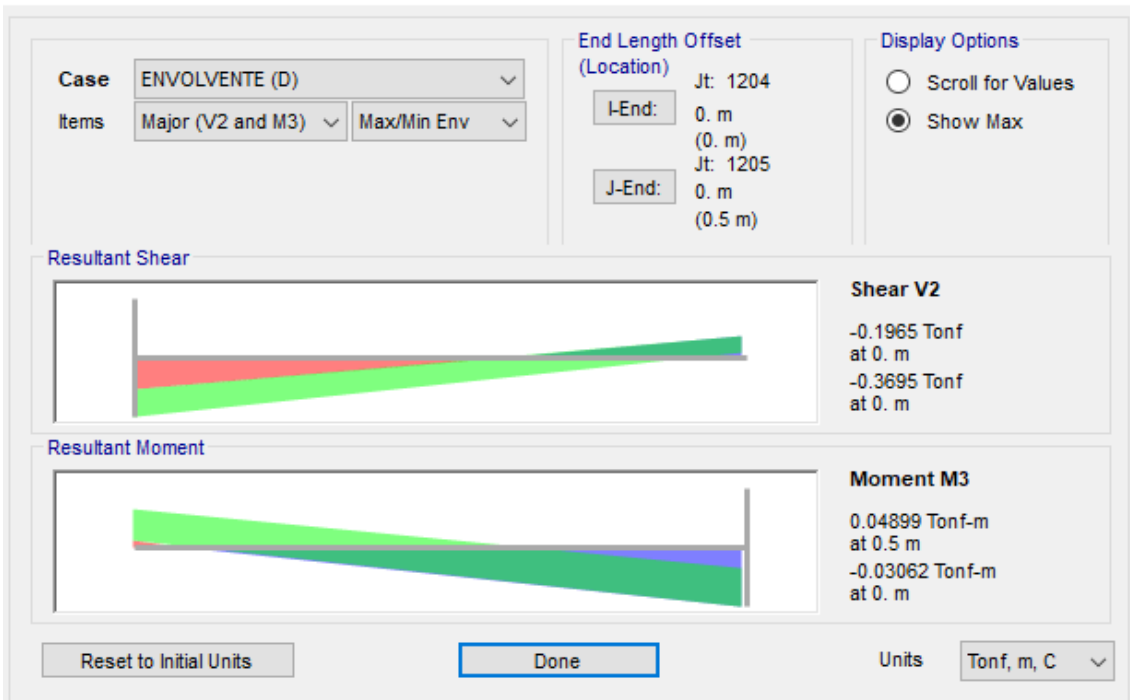 Case
ENVOLVENTE (D)
Items
Major (V2 and M3)
Max/Min Env
End Length Offset
(Location)
Jt: 1204
I-End:
0. m
(0. m)
Jt: 1205
J-End:
0. m
(0.5 m)
Display Options
Scroll for Values
Show Max
Resultant Shear
Shear V2
-0.1965 Tonf
at 0. m
-0.3695 Tonf
at 0. m
Resultant Moment
Moment M3
0.04899 Tonf-m
at 0.5 m
-0.03062 Tonf-m
at 0. m
Reset to Initial Units
Done
Units
Tonf, m, C